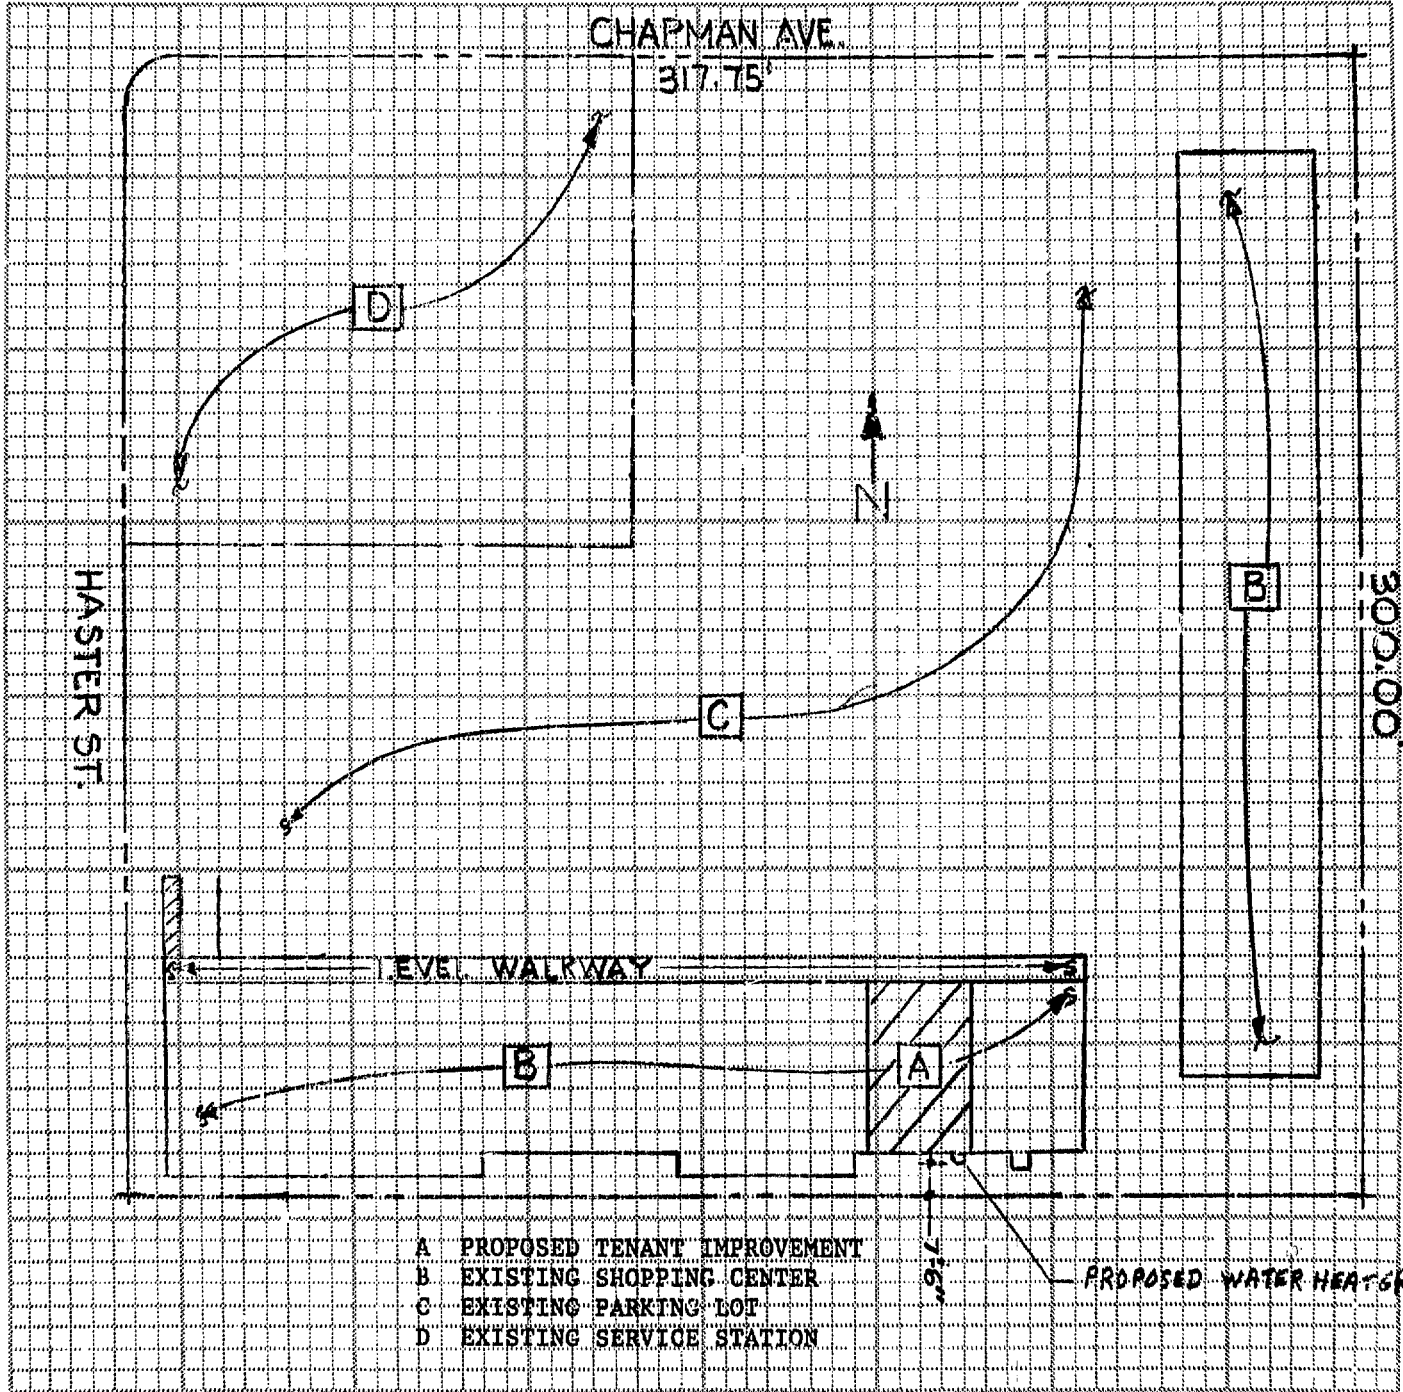 CHAPMAN AVE.
317.75'
D
N
HASTER ST.
B
300.00'
C
LEVEL WALKWAY
B
A
7'-6"
A PROPOSED TENANT IMPROVEMENT
B EXISTING SHOPPING CENTER
C EXISTING PARKING LOT
D EXISTING SERVICE STATION
PROPOSED WATER HEATER